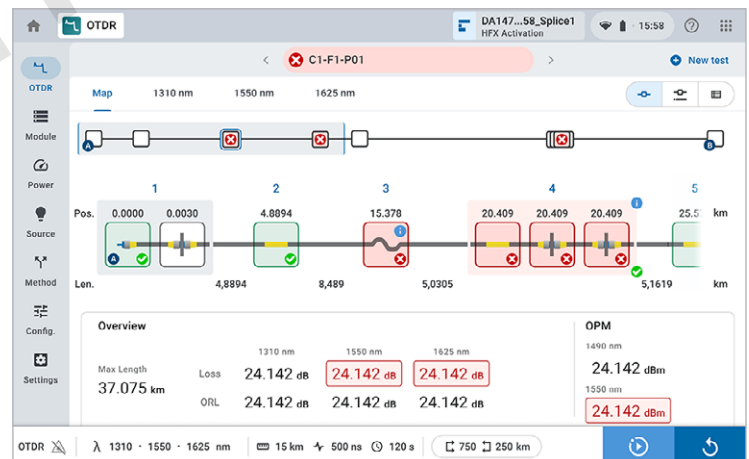 OTDR
DA147...58_Splice1
HFX Activation
15:58
OTDR
C1-F1-P01
New test
Map 1310 nm 1550 nm 1625 nm
Module
A
B
Power
1 2 3 4 5
Pos. 0.0000 0.0030 4.8894 15.378 20.409 20.409 20.409 25.5 km
Source
A
Method
Len. 4,8894 8,489 5,0305 5,1619 km
Config.
Settings
Overview
1310 nm 1550 nm 1625 nm
Max Length
37.075 km
Loss 24.142 dB 24.142 dB 24.142 dB
ORL 24.142 dB 24.142 dB 24.142 dB
OPM
1490 nm
24.142 dBm
1550 nm
24.142 dBm
OTDR λ 1310 · 1550 · 1625 nm 15 km 500 ns 120 s 750 250 km